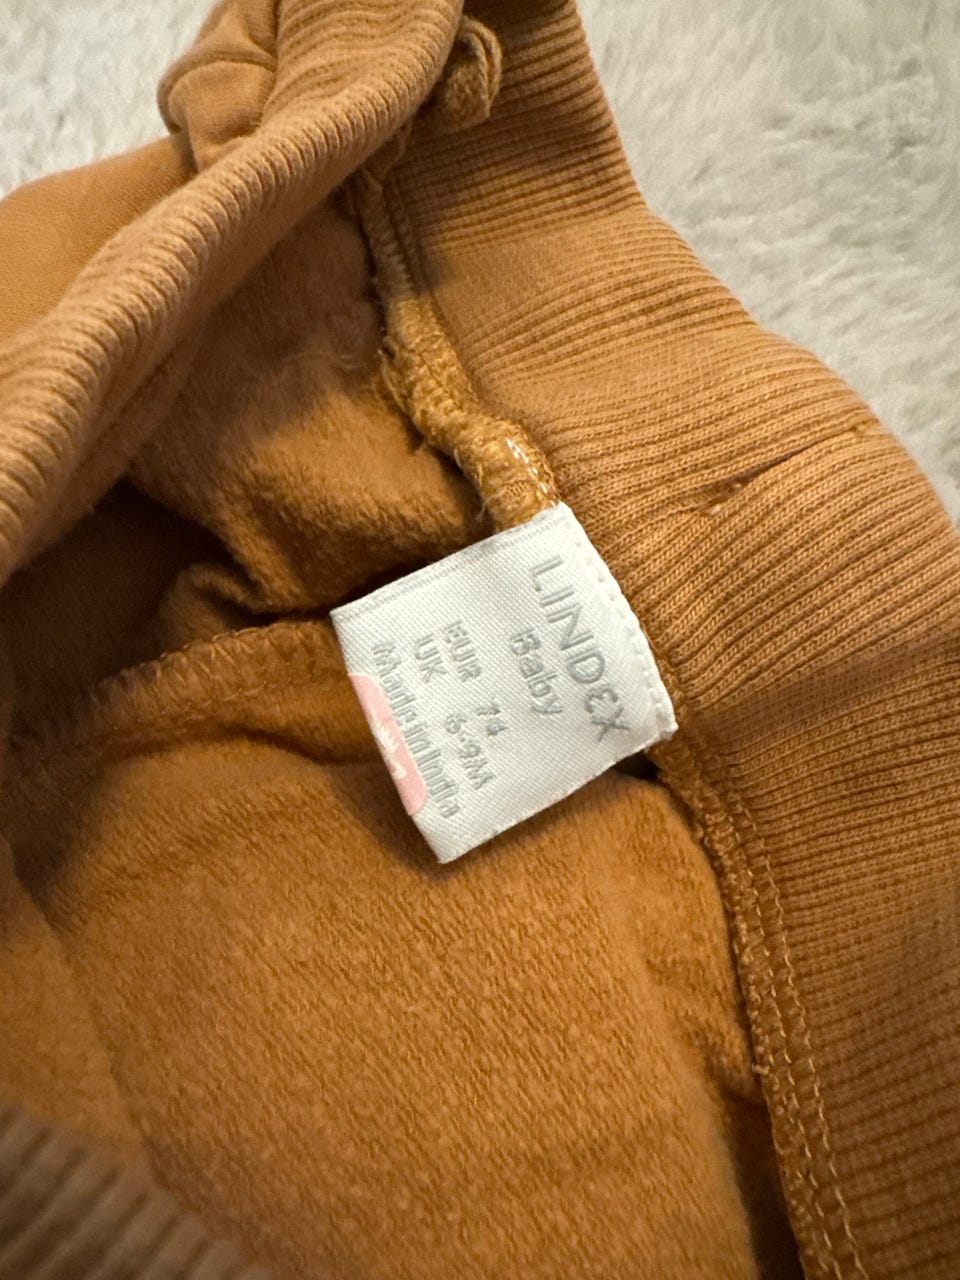 LINDEX
Baby
EUR 74
UK 6-9M
Made in India